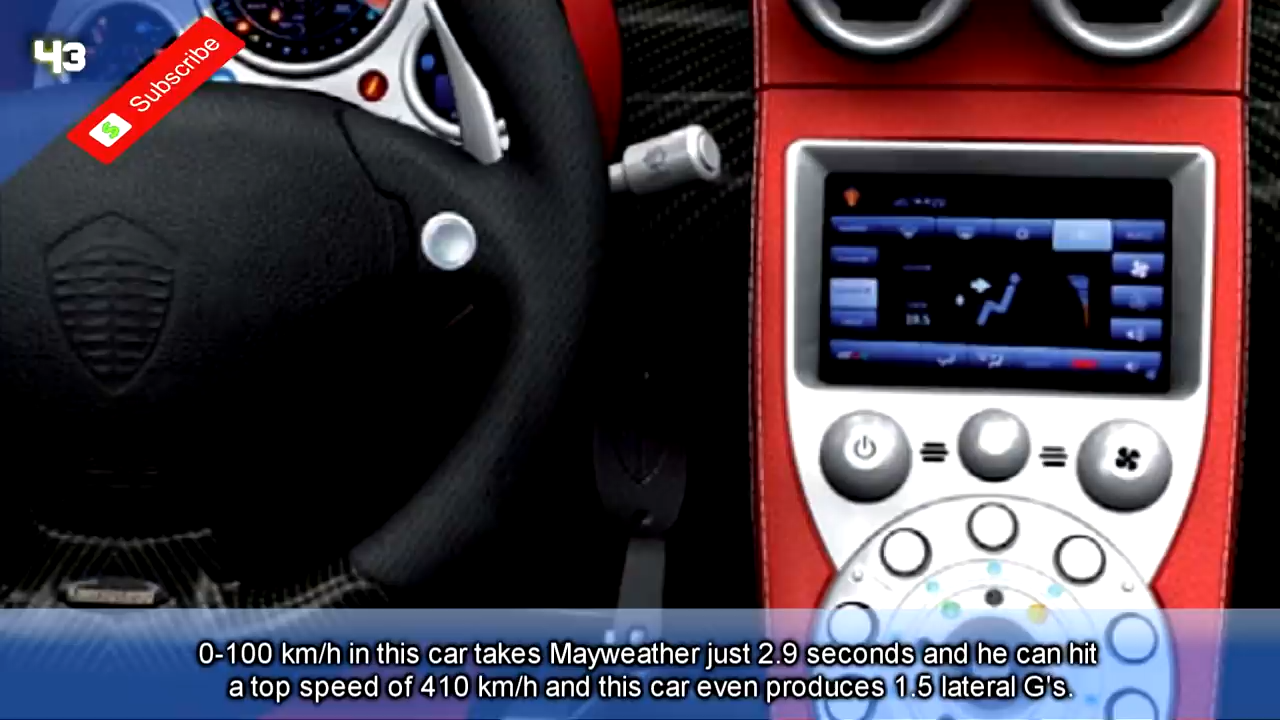 43
Subscribe
0-100 km/h in this car takes Mayweather just 2.9 seconds and he can hit
a top speed of 410 km/h and this car even produces 1.5 lateral G's.